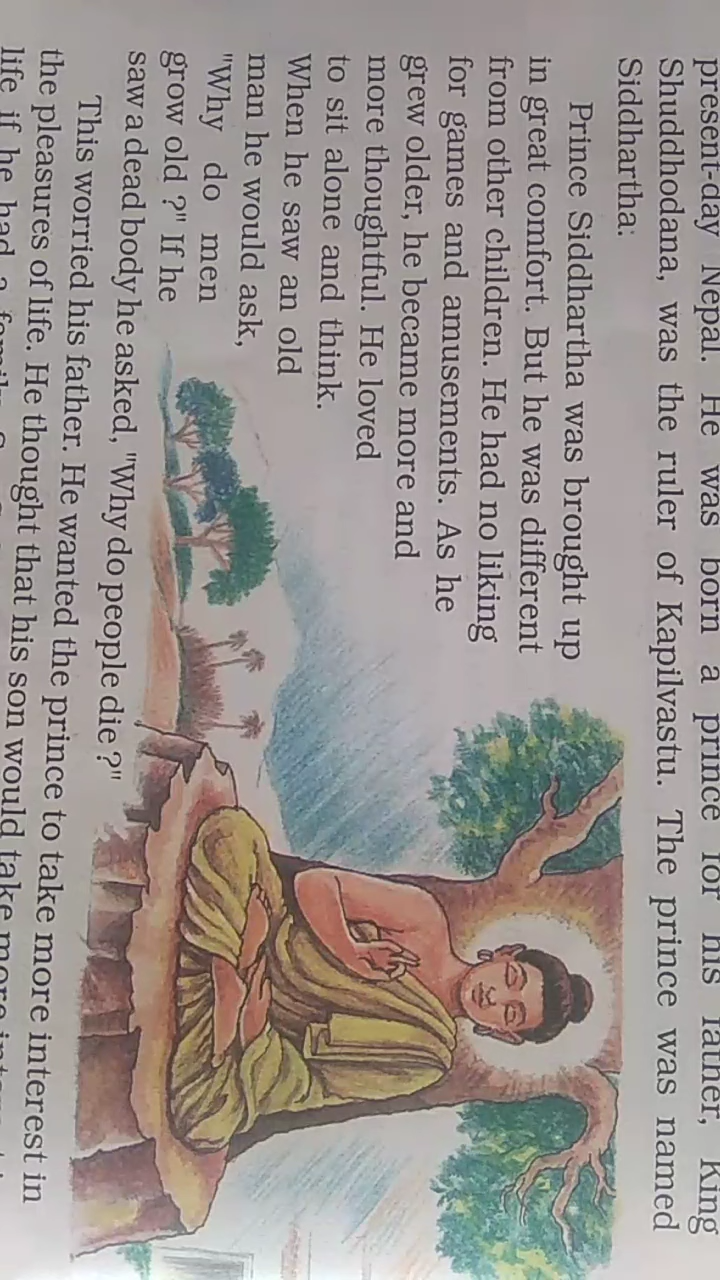 present-day Nepal. He was born a prince for his father, King
Shuddhodana, was the ruler of Kapilvastu. The prince was named
Siddhartha.
Prince Siddhartha was brought up
in great comfort. But he was different
from other children. He had no liking
for games and amusements. As he
grew older, he became more and
more thoughtful. He loved
to sit alone and think.
When he saw an old
man he would ask,
"Why do men
grow old ?" If he
saw a dead body he asked, "Why do people die ?"
This worried his father. He wanted the prince to take more interest in
the pleasures of life. He thought that his son would take more
life if he had a